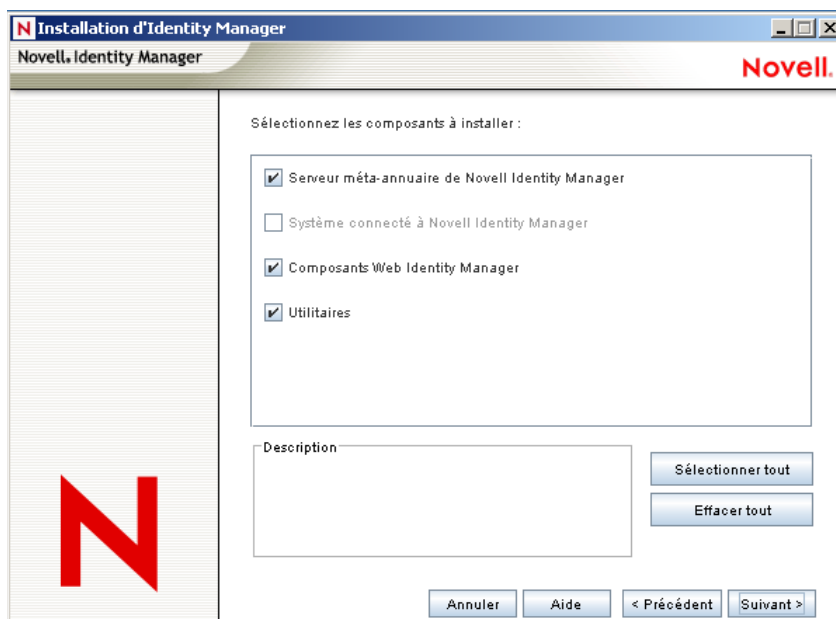 Installation d'Identity Manager
Novell. Identity Manager
Novell.
Sélectionnez les composants à installer :
Serveur méta-annuaire de Novell Identity Manager
Système connecté à Novell Identity Manager
Composants Web Identity Manager
Utilitaires
Description
Sélectionner tout
Effacer tout
Annuler Aide < Précédent Suivant >